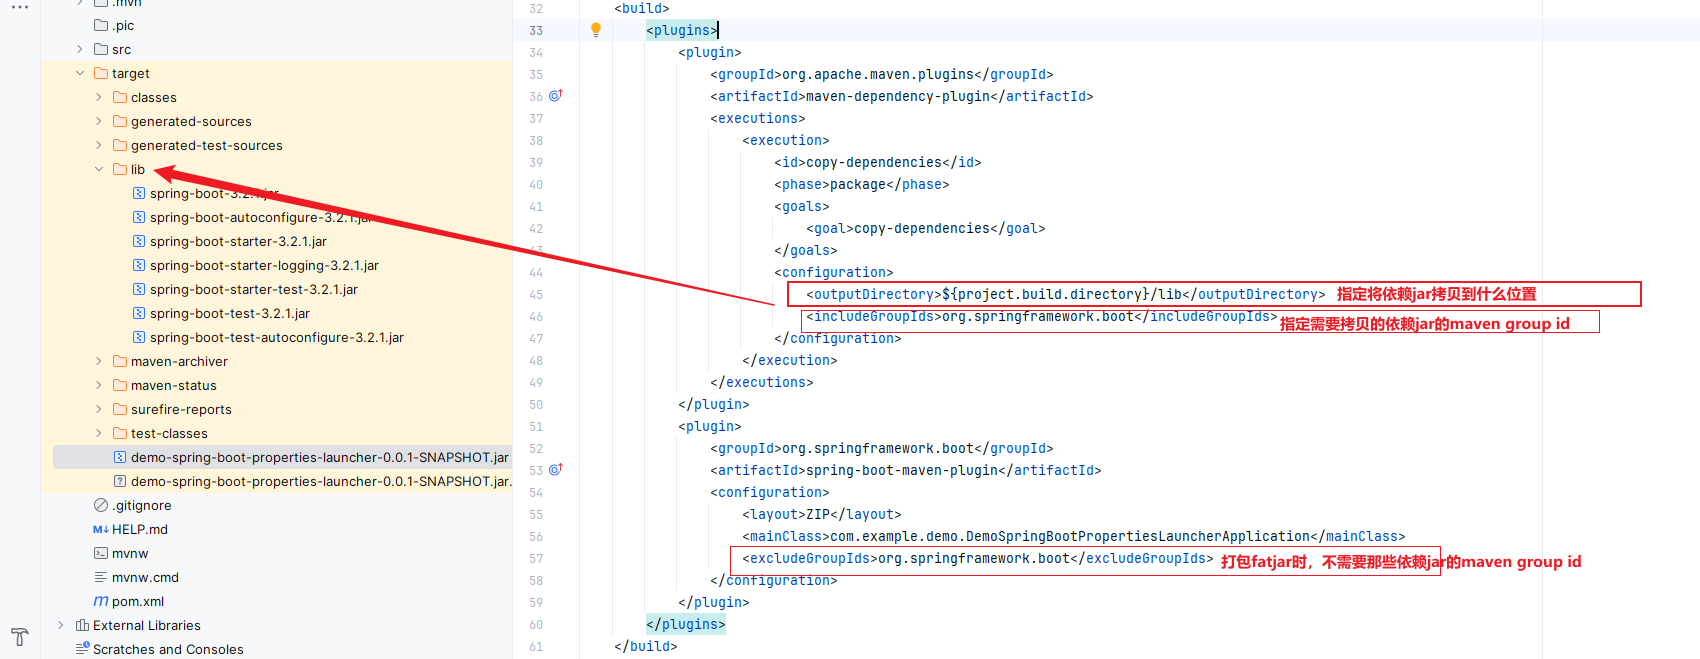 .mvn
.pic
src
target
classes
generated-sources
generated-test-sources
lib
spring-boot-3.2.1.jar
spring-boot-autoconfigure-3.2.1.jar
spring-boot-starter-3.2.1.jar
spring-boot-starter-logging-3.2.1.jar
spring-boot-starter-test-3.2.1.jar
spring-boot-test-3.2.1.jar
spring-boot-test-autoconfigure-3.2.1.jar
maven-archiver
maven-status
surefire-reports
test-classes
demo-spring-boot-properties-launcher-0.0.1-SNAPSHOT.jar
demo-spring-boot-properties-launcher-0.0.1-SNAPSHOT.jar.
.gitignore
M↓ HELP.md
mvnw
mvnw.cmd
m pom.xml
External Libraries
Scratches and Consoles
32 <build>
33 <plugins>
34 <plugin>
35 <groupId>org.apache.maven.plugins</groupId>
36 <artifactId>maven-dependency-plugin</artifactId>
37 <executions>
38 <execution>
39 <id>copy-dependencies</id>
40 <phase>package</phase>
41 <goals>
42 <goal>copy-dependencies</goal>
43 </goals>
44 <configuration>
45 <outputDirectory>${project.build.directory}/lib</outputDirectory> 指定将依赖jar拷贝到什么位置
46 <includeGroupIds>org.springframework.boot</includeGroupIds> 指定需要拷贝的依赖jar的maven group id
47 </configuration>
48 </execution>
49 </executions>
50 </plugin>
51 <plugin>
52 <groupId>org.springframework.boot</groupId>
53 <artifactId>spring-boot-maven-plugin</artifactId>
54 <configuration>
55 <layout>ZIP</layout>
56 <mainClass>com.example.demo.DemoSpringBootPropertiesLauncherApplication</mainClass>
57 <excludeGroupIds>org.springframework.boot</excludeGroupIds> 打包fatjar时，不需要那些依赖jar的maven group id
58 </configuration>
59 </plugin>
60 </plugins>
61 </build>